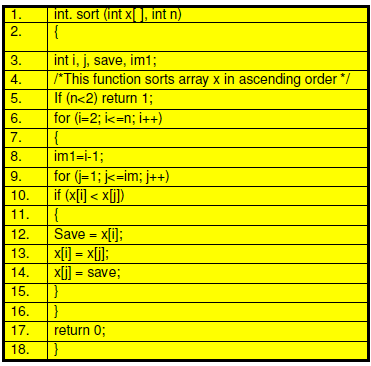 1. int. sort (int x[ ], int n)
2. {
3. int i, j, save, im1;
4. /*This function sorts array x in ascending order */
5. If (n<2) return 1;
6. for (i=2; i<=n; i++)
7. {
8. im1=i-1;
9. for (j=1; j<=im; j++)
10. if (x[i] < x[j])
11. {
12. Save = x[i];
13. x[i] = x[j];
14. x[j] = save;
15. }
16. }
17. return 0;
18. }